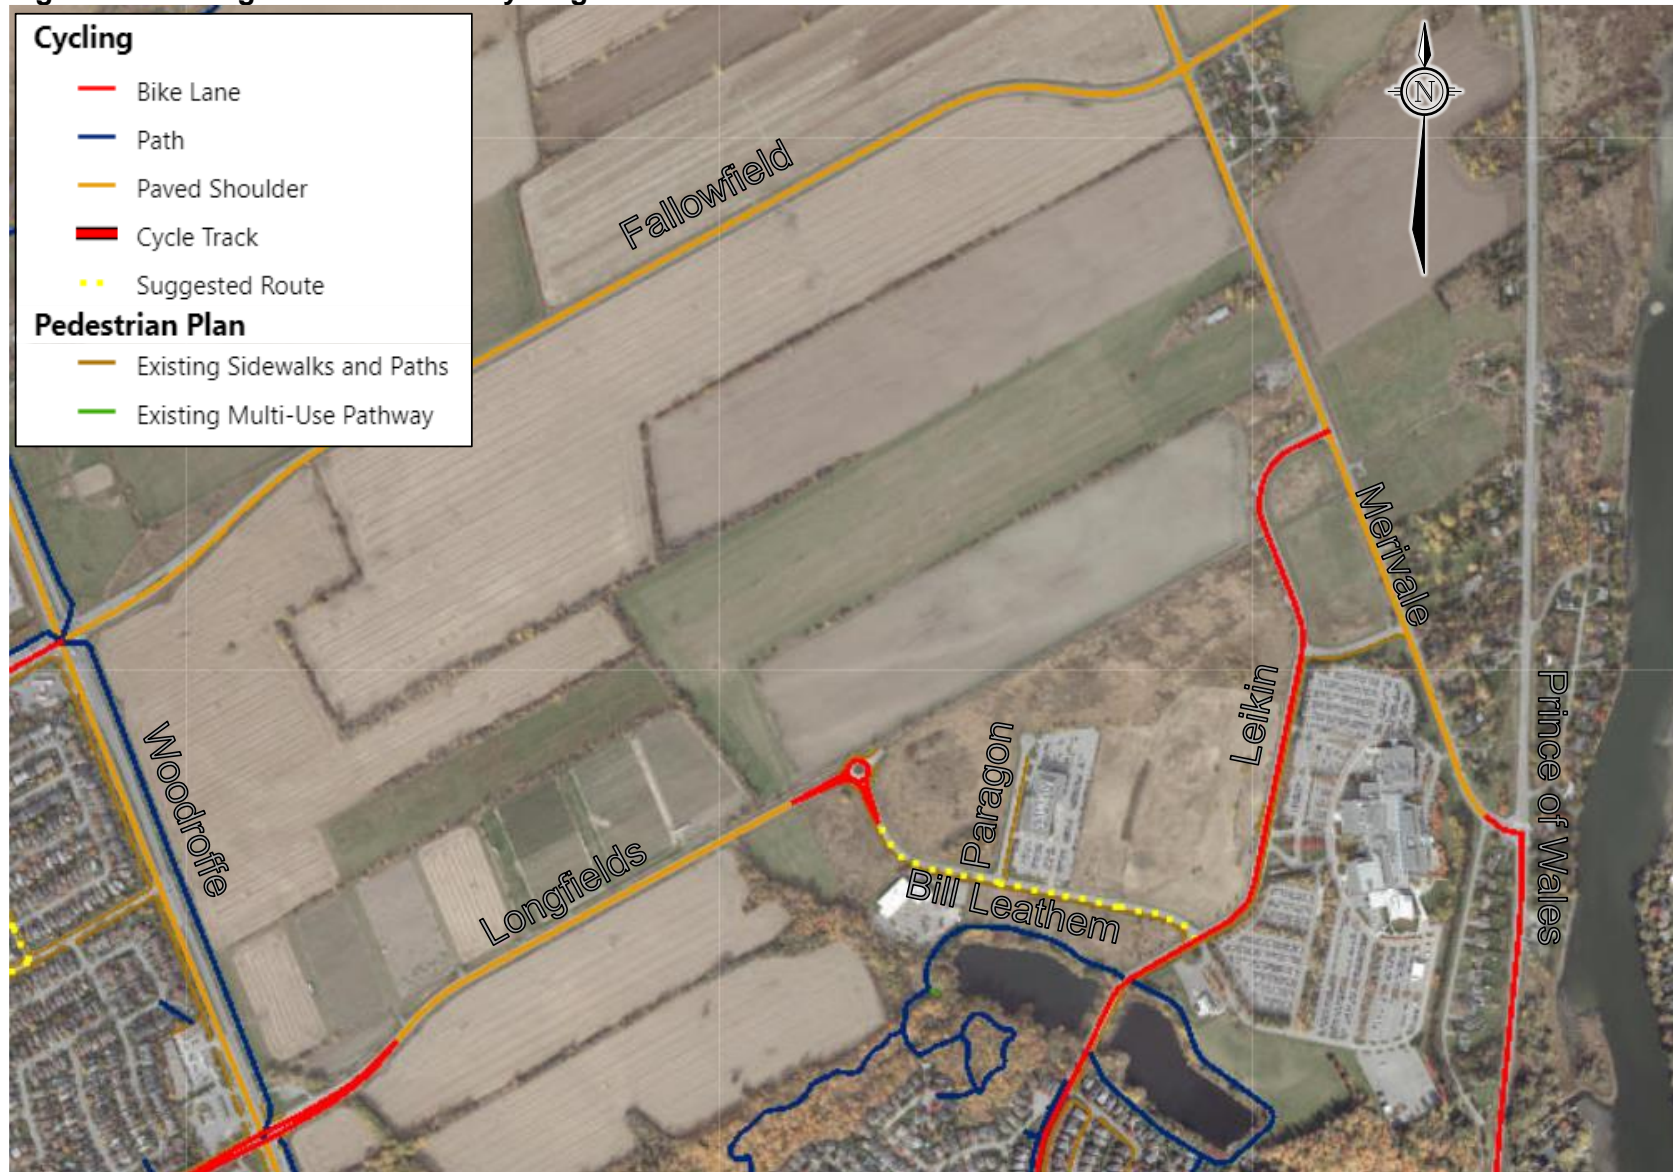 Cycling
Bike Lane
Path
Paved Shoulder
Cycle Track
Suggested Route
Pedestrian Plan
Existing Sidewalks and Paths
Existing Multi-Use Pathway
N
Fallowfield
Merivale
Woodroffe
Leikin
Prince of Wales
Paragon
Longfields
Bill Leathem